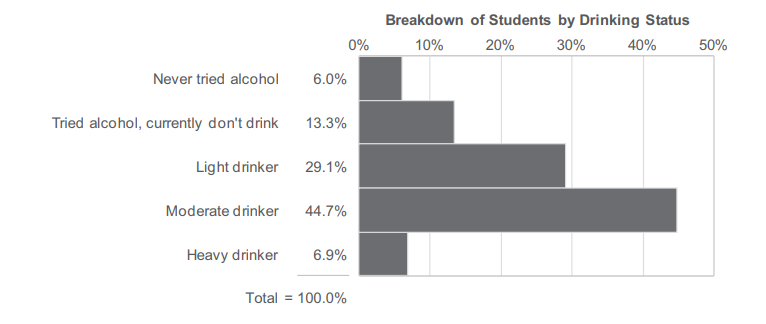 Breakdown of Students by Drinking Status
0% 10% 20% 30% 40% 50%
Never tried alcohol 6.0%
Tried alcohol, currently don't drink 13.3%
Light drinker 29.1%
Moderate drinker 44.7%
Heavy drinker 6.9%
Total = 100.0%